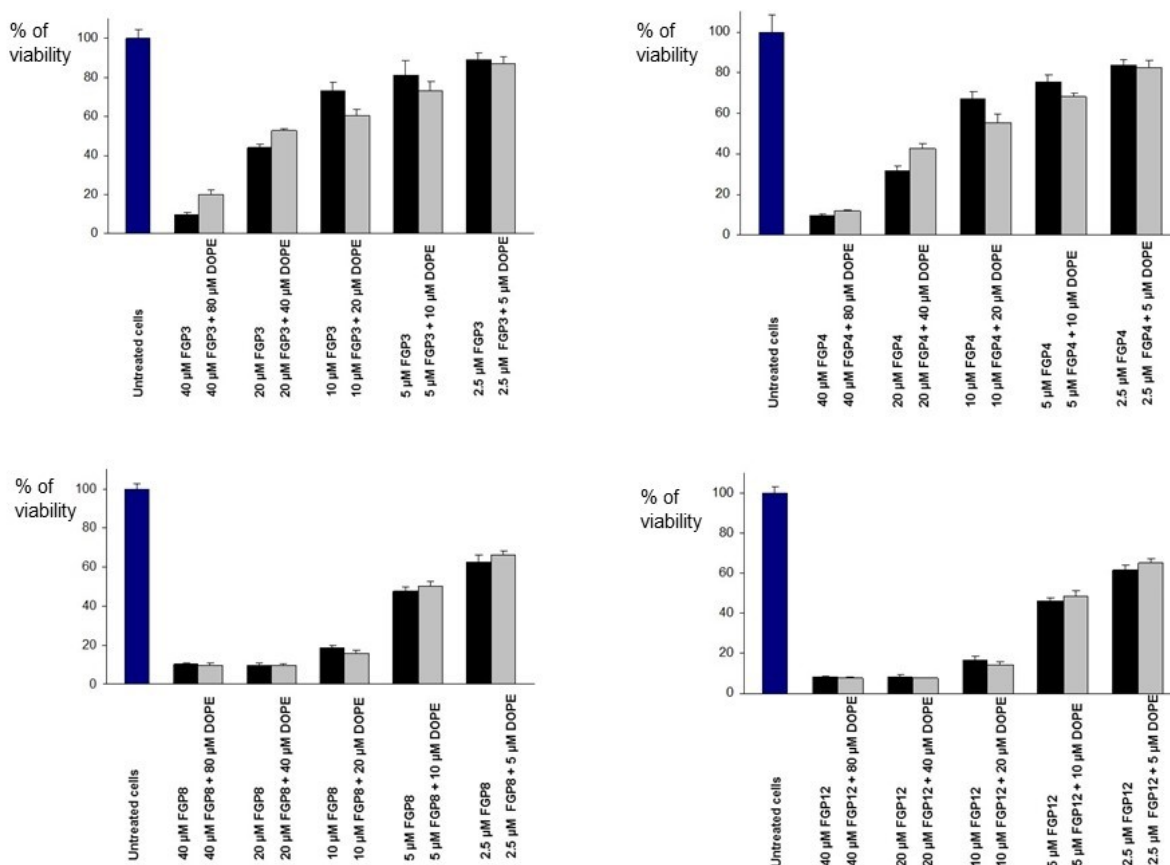 % of
viability
100
80
60
40
20
0
Untreated cells
40 µM FGP3
40 µM FGP3 + 80 µM DOPE
20 µM FGP3
20 µM FGP3 + 40 µM DOPE
10 µM FGP3
10 µM FGP3 + 20 µM DOPE
5 µM FGP3
5 µM FGP3 + 10 µM DOPE
2.5 µM FGP3
2.5 µM FGP3 + 5 µM DOPE
% of
viability
100
80
60
40
20
0
Untreated cells
40 µM FGP4
40 µM FGP4 + 80 µM DOPE
20 µM FGP4
20 µM FGP4 + 40 µM DOPE
10 µM FGP4
10 µM FGP4 + 20 µM DOPE
5 µM FGP4
5 µM FGP4 + 10 µM DOPE
2.5 µM FGP4
2.5 µM FGP4 + 5 µM DOPE
% of
viability
100
80
60
40
20
0
Untreated cells
40 µM FGP8
40 µM FGP8 + 80 µM DOPE
20 µM FGP8
20 µM FGP8 + 40 µM DOPE
10 µM FGP8
10 µM FGP8 + 20 µM DOPE
5 µM FGP8
5 µM FGP8 + 10 µM DOPE
2.5 µM FGP8
2.5 µM FGP8 + 5 µM DOPE
% of
viability
100
80
60
40
20
0
Untreated cells
40 µM FGP12
40 µM FGP12 + 80 µM DOPE
20 µM FGP12
20 µM FGP12 + 40 µM DOPE
10 µM FGP12
10 µM FGP12 + 20 µM DOPE
5 µM FGP12
5 µM FGP12 + 10 µM DOPE
2.5 µM FGP12
2.5 µM FGP12 + 5 µM DOPE